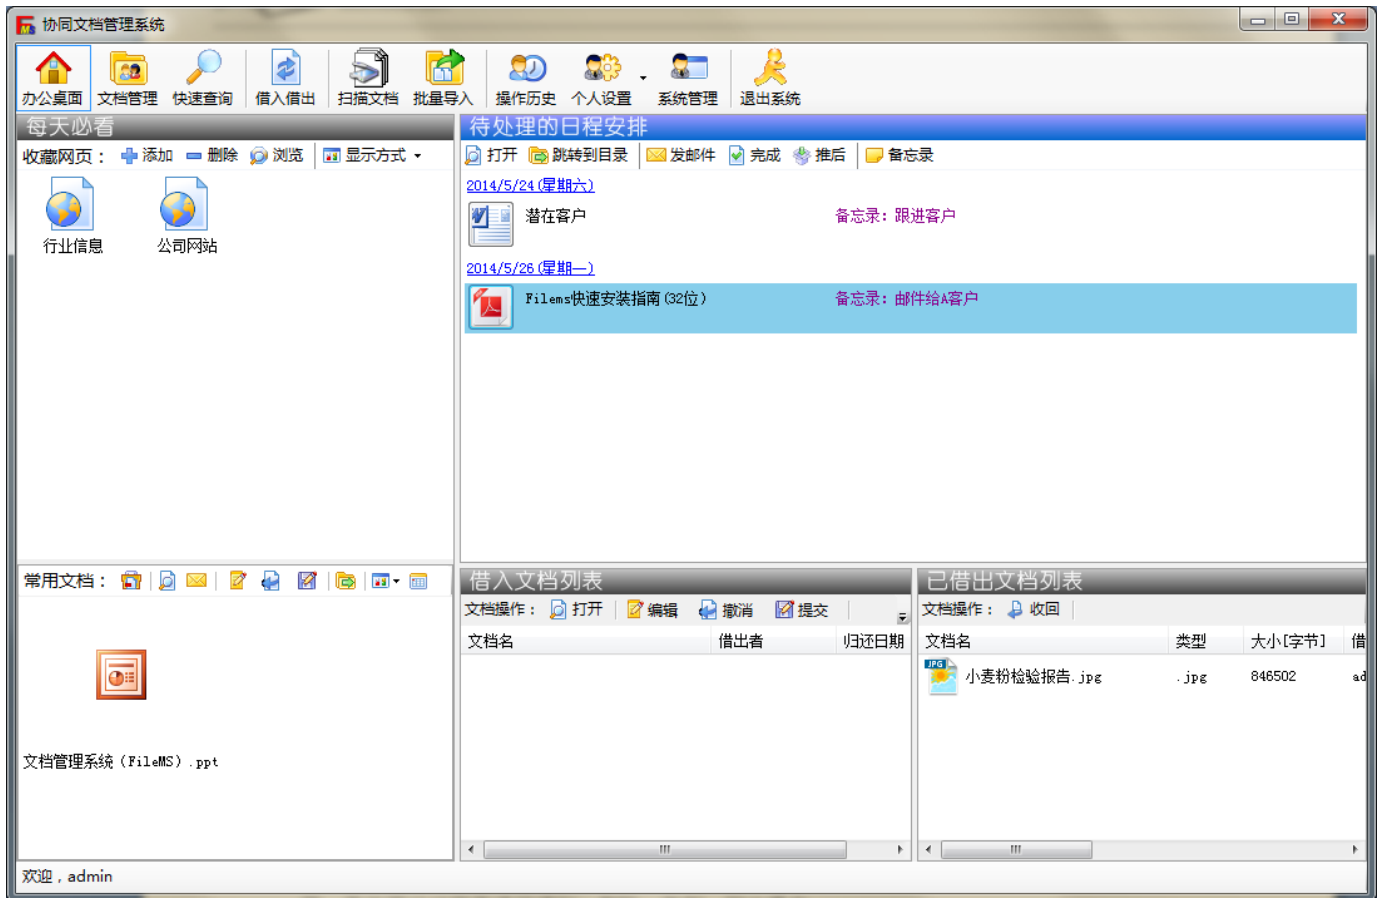 协同文档管理系统
办公桌面 文档管理 快速查询 借入借出 扫描文档 批量导入 操作历史 个人设置 系统管理 退出系统
每天必看
收藏网页： 添加 删除 浏览 显示方式
行业信息 公司网站
待处理的日程安排
打开 跳转到目录 发邮件 完成 推后 备忘录
2014/5/24(星期六)
潜在客户 备忘录：跟进客户
2014/5/26(星期一)
Filems快速安装指南(32位) 备忘录：邮件给A客户
常用文档：
文档管理系统（FileMS）.ppt
借入文档列表
文档操作： 打开 编辑 撤消 提交
文档名 借出者 归还日期
已借出文档列表
文档操作： 收回
文档名 类型 大小[字节] 借
JPG 小麦粉检验报告.jpg .jpg 846502 ad
欢迎，admin